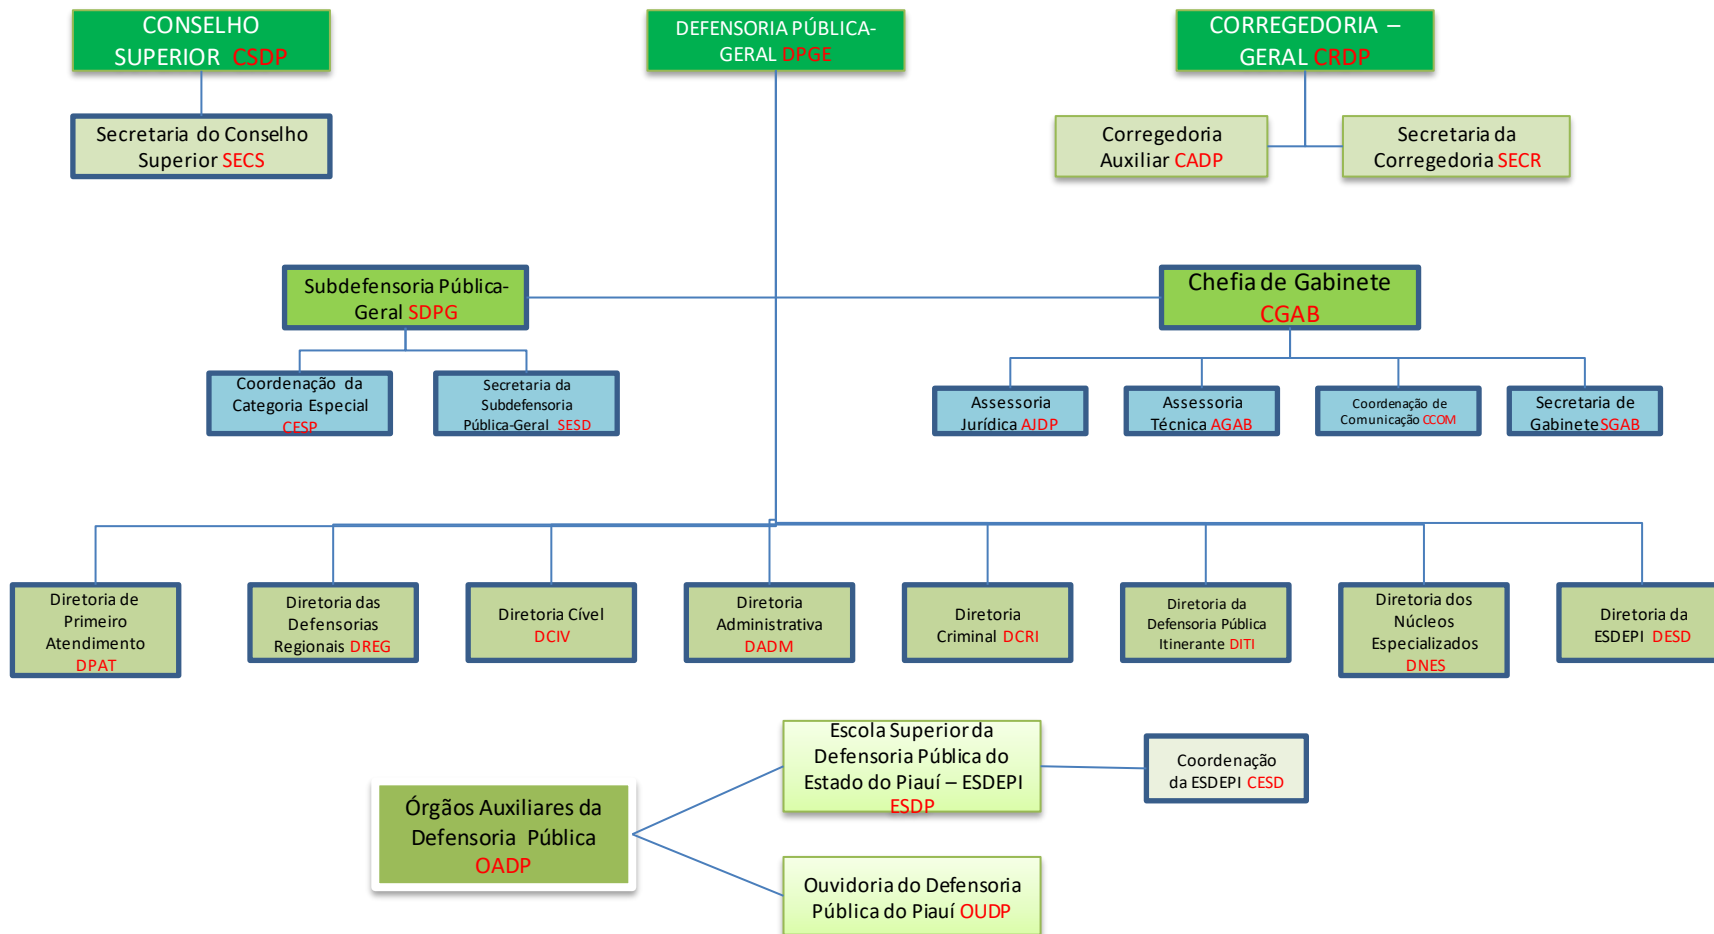 CONSELHO
SUPERIOR CSDP
DEFENSORIA PÚBLICA-
GERAL DPGE
CORREGEDORIA –
GERAL CRDP
Secretaria do Conselho
Superior SECS
Corregedoria
Auxiliar CADP
Secretaria da
Corregedoria SECR
Subdefensoria Pública-
Geral SDPG
Chefia de Gabinete
CGAB
Coordenação da
Categoria Especial
CESP
Secretaria da
Subdefensoria
Pública-Geral SESD
Assessoria
Jurídica AJDP
Assessoria
Técnica AGAB
Coordenação de
Comunicação CCOM
Secretaria de
Gabinete SGAB
Diretoria de
Primeiro
Atendimento
DPAT
Diretoria das
Defensorias
Regionais DREG
Diretoria Cível
DCIV
Diretoria
Administrativa
DADM
Diretoria
Criminal DCRI
Diretoria da
Defensoria Pública
Itinerante DITI
Diretoria dos
Núcleos
Especializados
DNES
Diretoria da
ESDEPI DESD
Escola Superior da
Defensoria Pública do
Estado do Piauí – ESDEPI
ESDP
Coordenação
da ESDEPI CESD
Órgãos Auxiliares da
Defensoria Pública
OADP
Ouvidoria do Defensoria
Pública do Piauí OUDP